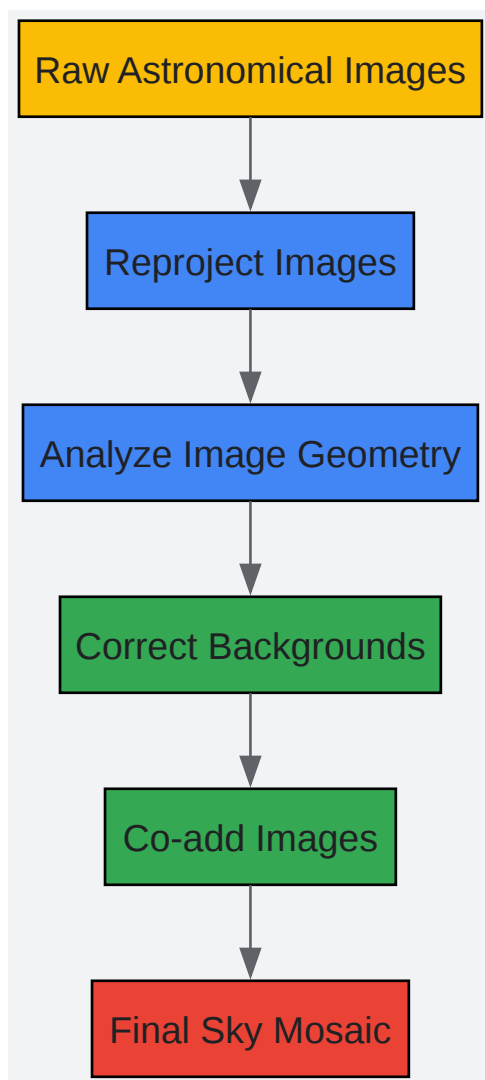 Raw Astronomical Images
Reproject Images
Analyze Image Geometry
Correct Backgrounds
Co-add Images
Final Sky Mosaic